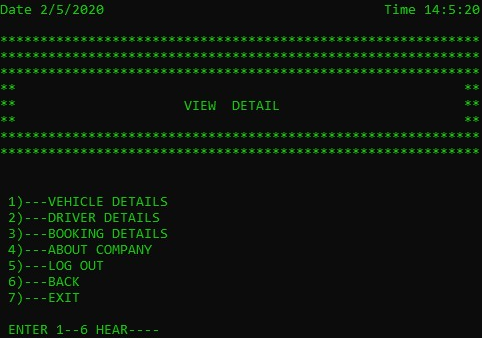 Date 2/5/2020 Time 14:5:20
************************************************************
************************************************************
************************************************************
** **
** VIEW DETAIL **
** **
************************************************************
************************************************************
1)---VEHICLE DETAILS
2)---DRIVER DETAILS
3)---BOOKING DETAILS
4)---ABOUT COMPANY
5)---LOG OUT
6)---BACK
7)---EXIT
ENTER 1--6 HEAR----